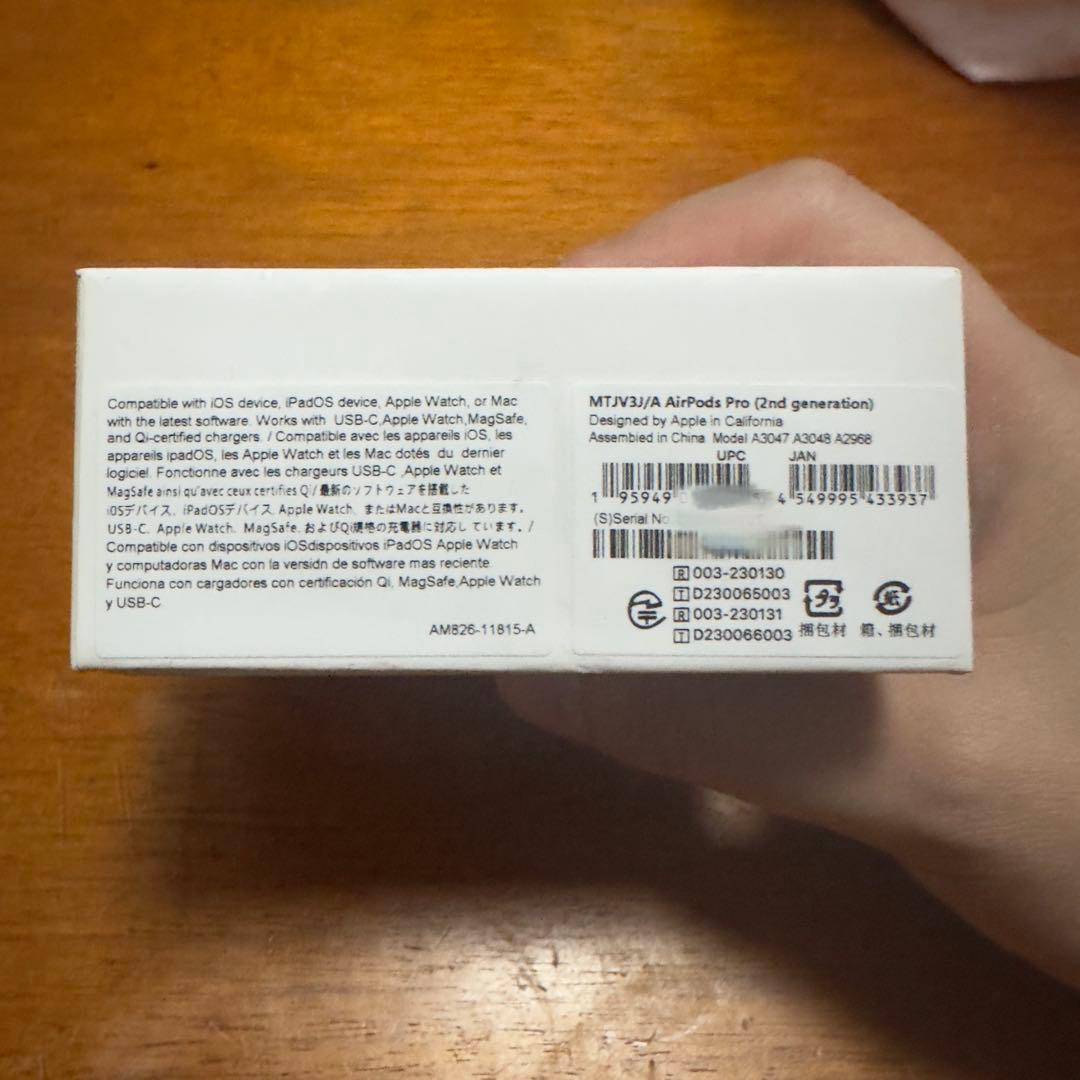 Compatible with iOS device, iPadOS device, Apple Watch, or Mac
with the latest software. Works with USB-C,Apple Watch,MagSafe,
and Qi-certified chargers. / Compatible avec les appareils iOS, les
appareils ipadOS, les Apple Watch et les Mac dotés du dernier
logiciel. Fonctionne avec les chargeurs USB-C ,Apple Watch et
MagSafe ainsi qu'avec ceux certifies Qi/最新のソフトウェアを搭載した
iOSデバイス、iPadOSデバイス、Apple Watch、またはMacと互換性があります。
USB-C、Apple Watch、MagSafe、およびQi規格の充電器に対応しています。/
Compatible con dispositivos iOSdispositivos iPadOS Apple Watch
y computadoras Mac con la versidn de software mas reciente.
Funciona con cargadores con certificación Qi, MagSafe,Apple Watch
y USB-C
AM826-11815-A
MTJV3J/A AirPods Pro (2nd generation)
Designed by Apple in California
Assembied in China Model A3047 A3048 A2968
UPC JAN
1 95949 4 549995 433937
(S)Serial No
R 003-230130
T D230065003
R 003-230131
T D230066003
プラ
捆包材
紙
箱、捆包材